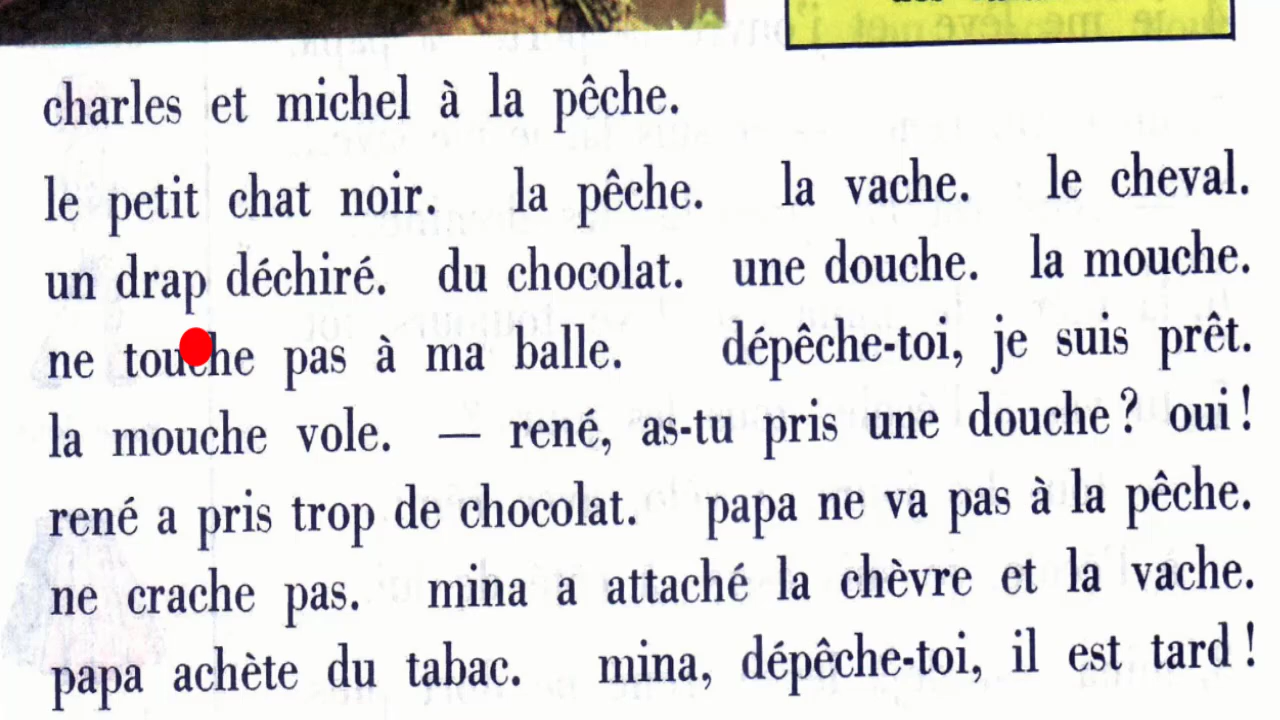 charles et michel à la pêche.
le petit chat noir. la pêche. la vache. le cheval.
un drap déchiré. du chocolat. une douche. la mouche.
ne touche pas à ma balle. dépêche-toi, je suis prêt.
la mouche vole. — rené, as-tu pris une douche ? oui !
rené a pris trop de chocolat. papa ne va pas à la pêche.
ne crache pas. mina a attaché la chèvre et la vache.
papa achète du tabac. mina, dépêche-toi, il est tard !